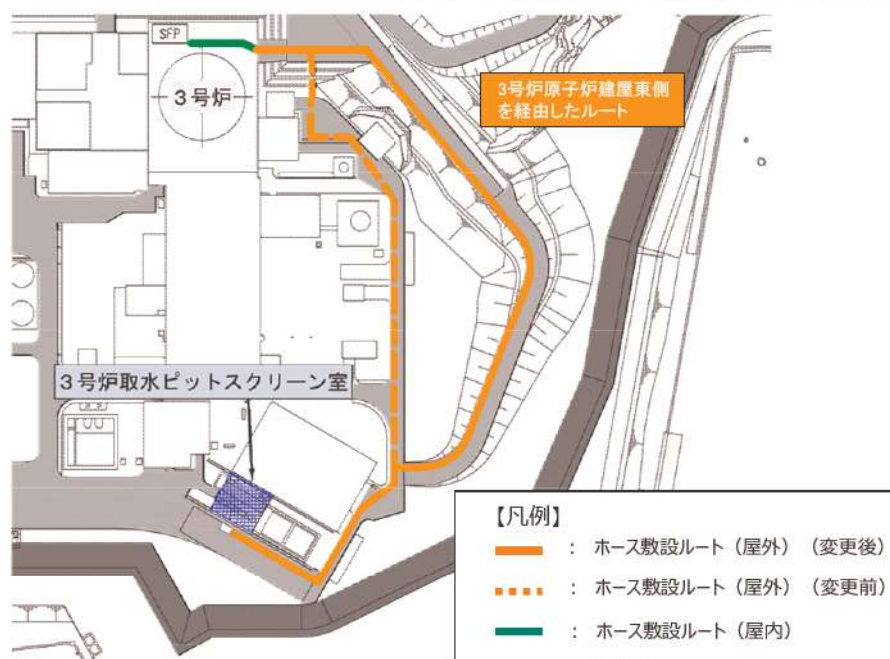 SFP
3号炉
3号炉原子炉建屋東側
を経由したルート
3号炉取水ピットスクリーン室
【凡例】
: ホース敷設ルート（屋外）（変更後）
: ホース敷設ルート（屋外）（変更前）
: ホース敷設ルート（屋内）